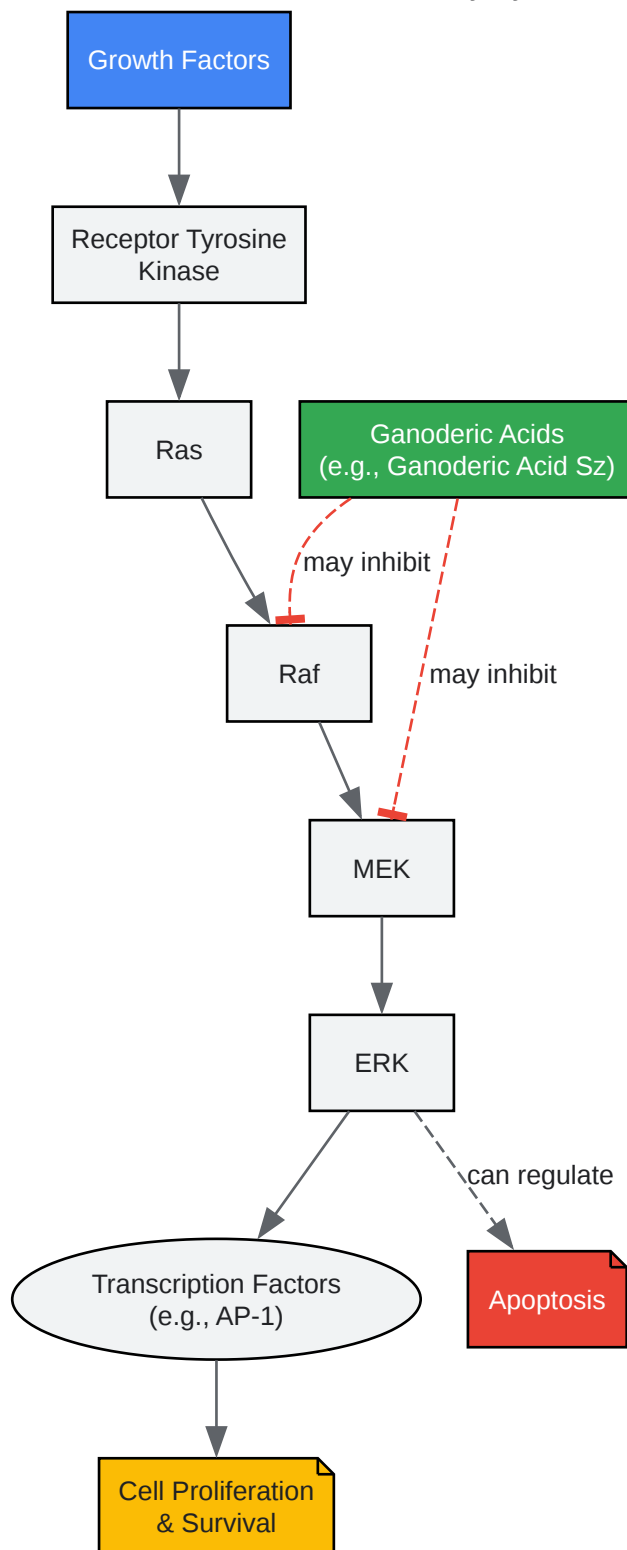 Growth Factors
Receptor Tyrosine
Kinase
Ras
Ganoderic Acids
(e.g., Ganoderic Acid Sz)
may inhibit
Raf
may inhibit
MEK
ERK
can regulate
Transcription Factors
(e.g., AP-1)
Apoptosis
Cell Proliferation
& Survival